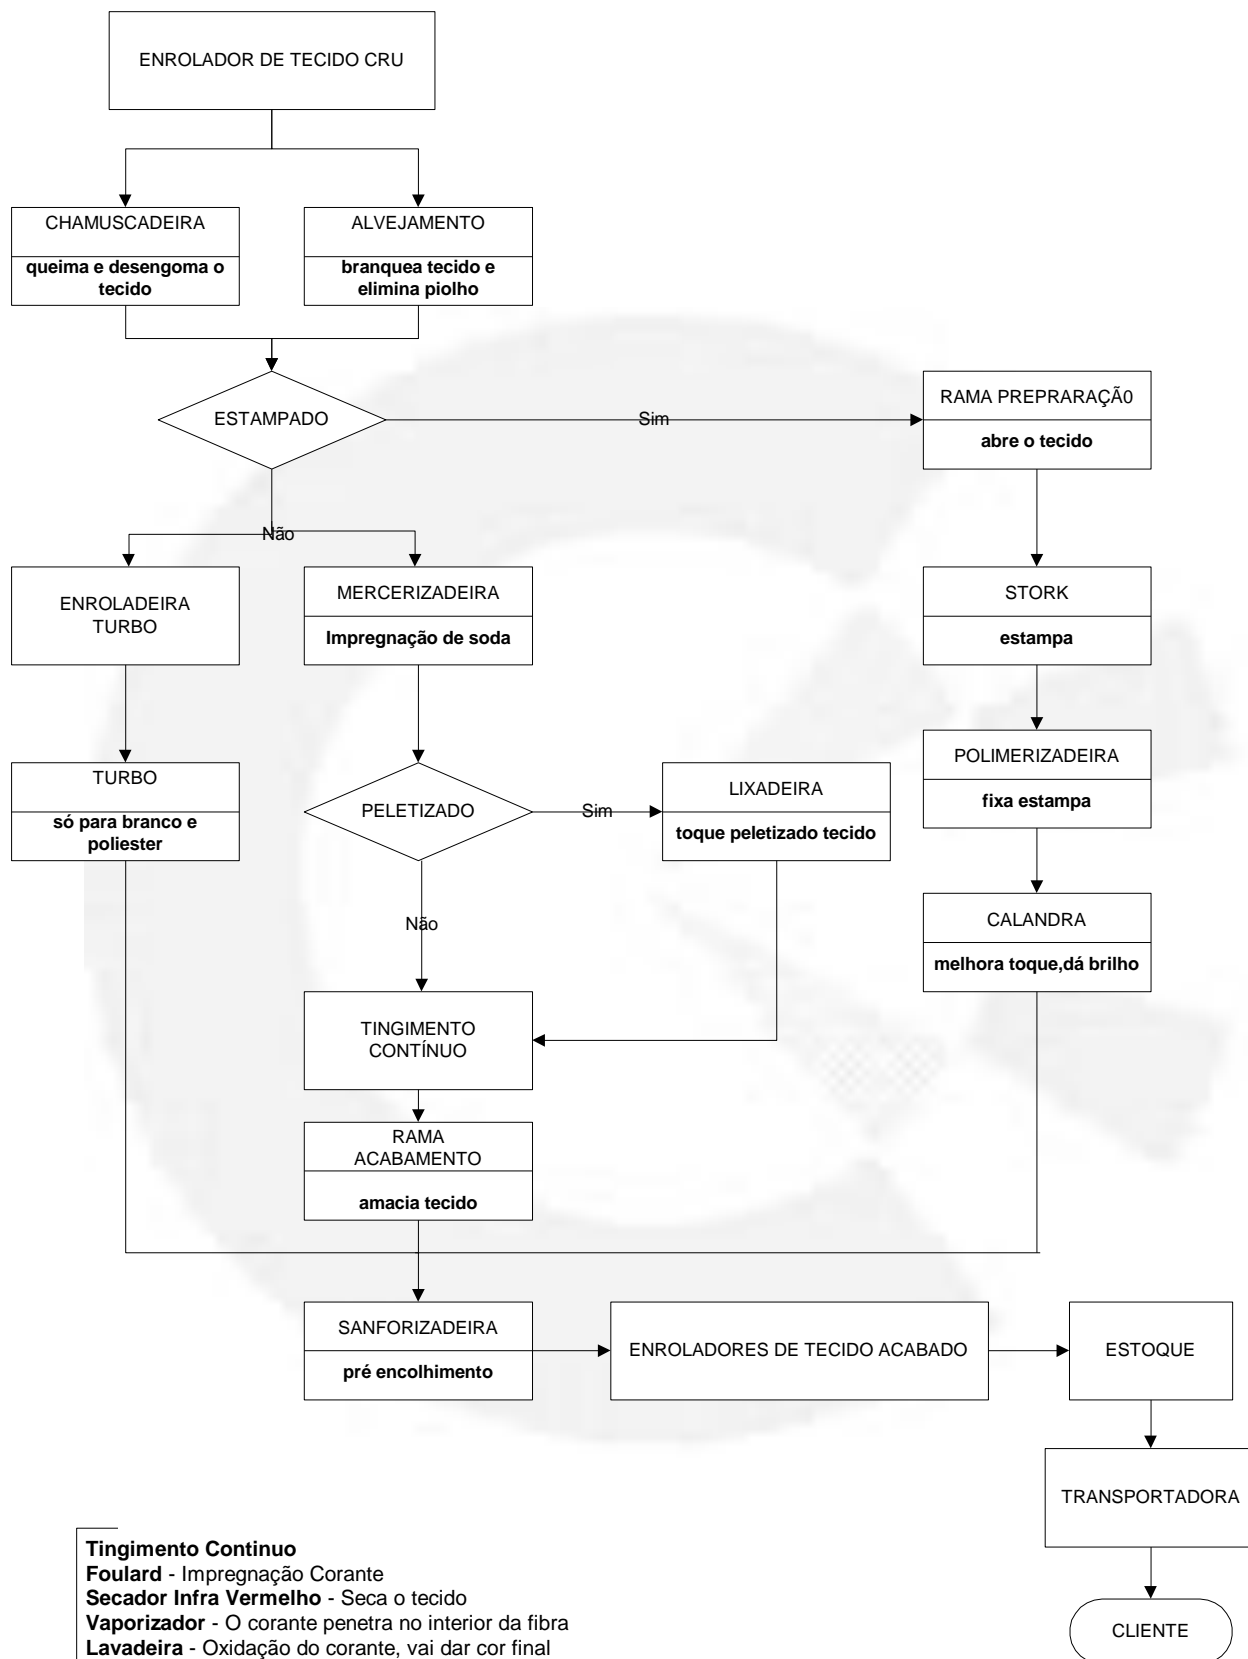 ENROLADOR DE TECIDO CRU
CHAMUSCADEIRA
queima e desengoma o
tecido
ALVEJAMENTO
branquea tecido e
elimina piolho
ESTAMPADO
Sim
RAMA PREPRARAÇÃ0
abre o tecido
Não
ENROLADEIRA
TURBO
MERCERIZADEIRA
Impregnação de soda
STORK
estampa
TURBO
só para branco e
poliester
PELETIZADO
Sim
LIXADEIRA
toque peletizado tecido
POLIMERIZADEIRA
fixa estampa
Não
CALANDRA
melhora toque,dá brilho
TINGIMENTO
CONTÍNUO
RAMA
ACABAMENTO
amacia tecido
SANFORIZADEIRA
pré encolhimento
ENROLADORES DE TECIDO ACABADO
ESTOQUE
TRANSPORTADORA
CLIENTE
Tingimento Continuo
Foulard - Impregnação Corante
Secador Infra Vermelho - Seca o tecido
Vaporizador - O corante penetra no interior da fibra
Lavadeira - Oxidação do corante, vai dar cor final